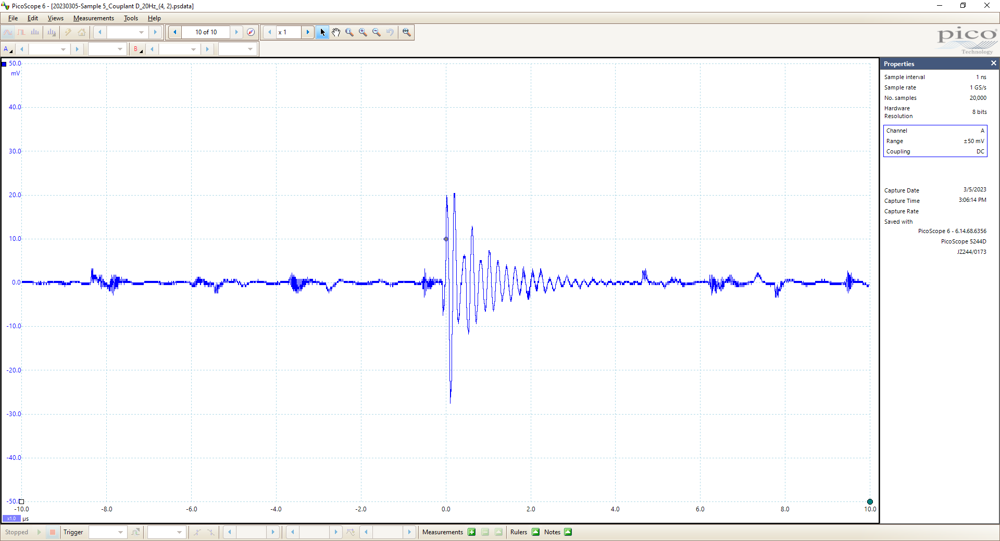 PicoScope 6 - [20230305-Sample 5_Couplant D_20Hz_(4, 2).psdata]
File Edit Views Measurements Tools Help
10 of 10
x 1
A
B
pico
Technology
50.0
mV
40.0
30.0
20.0
10.0
0.0
-10.0
-20.0
-30.0
-40.0
-50.0
-10.0 -8.0 -6.0 -4.0 -2.0 0.0 2.0 4.0 6.0 8.0 10.0
x1.0 µs
Properties
Sample interval 1 ns
Sample rate 1 GS/s
No. samples 20,000
Hardware
Resolution 8 bits
Channel A
Range ±50 mV
Coupling DC
Capture Date 3/5/2023
Capture Time 3:06:14 PM
Capture Rate
Saved with
PicoScope 6 - 6.14.68.6356
PicoScope 5244D
JZ244/0173
Stopped Trigger Measurements Rulers Notes